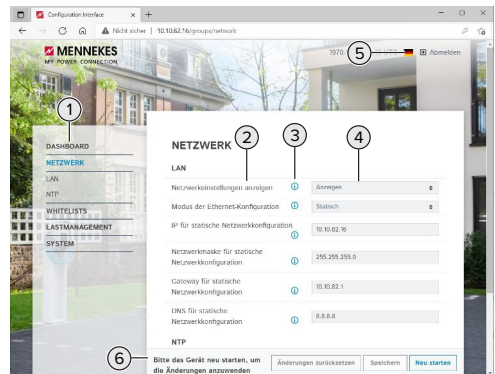 Configuration Interface
Nicht sicher | 10.10.82.16/groups/network
MENNEKES
MY POWER CONNECTION
1970-
5
Abmelden
1
DASHBOARD
NETZWERK
LAN
NTP
WHITELISTS
LASTMANAGEMENT
SYSTEM
NETZWERK
2
3
4
LAN
Netzwerkeinstellungen anzeigen
Anzeigen
Modus der Ethernet-Konfiguration
Statisch
IP für statische Netzwerkkonfiguration
10.10.82.16
Netzwerkmaske für statische
Netzwerkkonfiguration
255.255.255.0
Gateway für statische
Netzwerkkonfiguration
10.10.82.1
DNS für statische
Netzwerkkonfiguration
8.8.8.8
NTP
6
Bitte das Gerät neu starten, um
die Änderungen anzuwenden
Änderungen zurücksetzen
Speichern
Neu starten